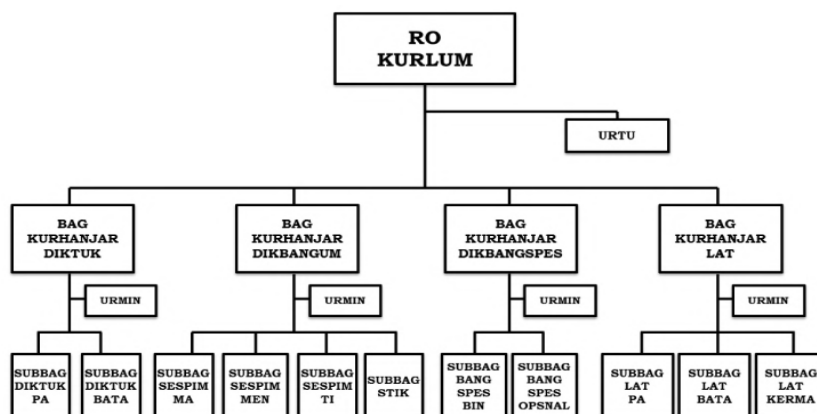 RO
KURLUM
URTU
BAG
KURHANJAR
DIKTUK
BAG
KURHANJAR
DIKBANGUM
BAG
KURHANJAR
DIKBANGSPES
BAG
KURHANJAR
LAT
URMIN
URMIN
URMIN
URMIN
SUBBAG
DIKTUK
PA
SUBBAG
DIKTUK
BATA
SUBBAG
SESPIM
MA
SUBBAG
SESPIM
MEN
SUBBAG
SESPIM
TI
SUBBAG
STIK
SUBBAG
BANG
SPES
BIN
SUBBAG
BANG
SPES
OPSNAL
SUBBAG
LAT
PA
SUBBAG
LAT
BATA
SUBBAG
LAT
KERMA